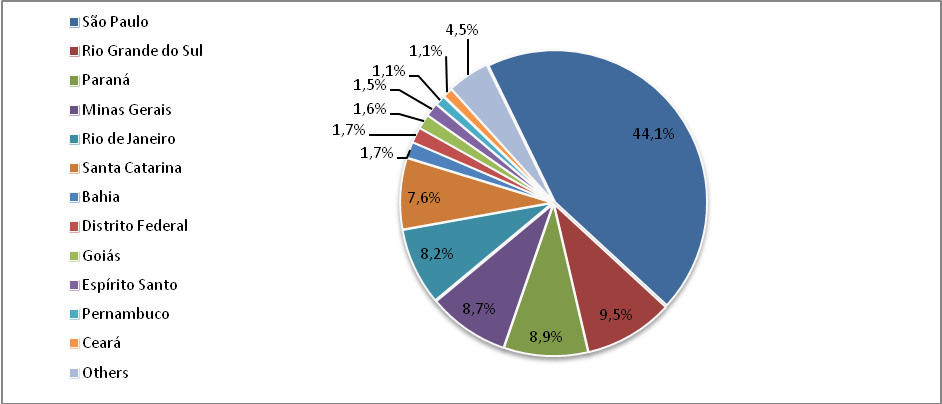 São Paulo
Rio Grande do Sul
Paraná
Minas Gerais
Rio de Janeiro
Santa Catarina
Bahia
Distrito Federal
Goiás
Espírito Santo
Pernambuco
Ceará
Others
44,1%
9,5%
8,9%
8,7%
8,2%
7,6%
1,7%
1,7%
1,6%
1,5%
1,1%
1,1%
4,5%